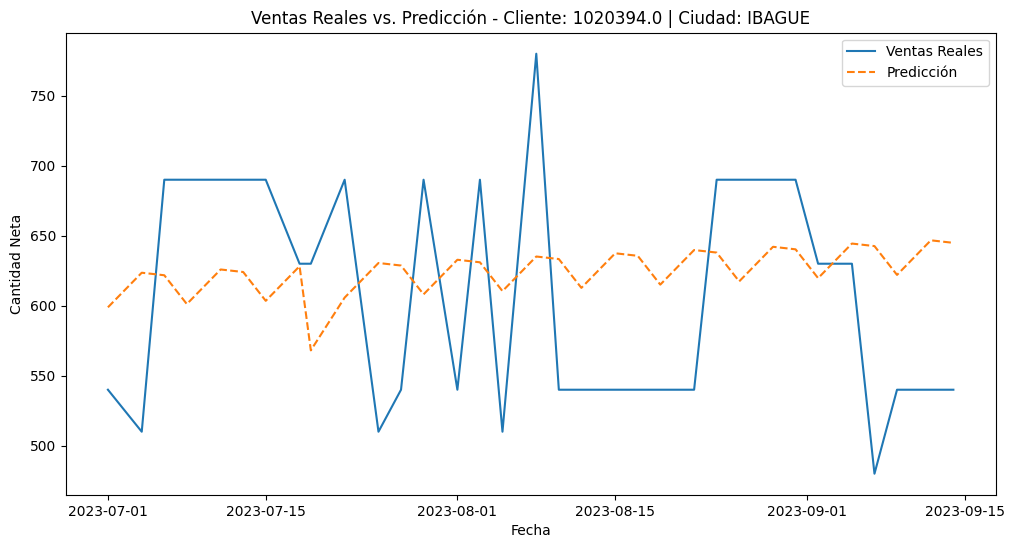 Ventas Reales vs. Predicción - Cliente: 1020394.0 | Ciudad: IBAGUE
Ventas Reales
Predicción
Cantidad Neta
750
700
650
600
550
500
2023-07-01
2023-07-15
2023-08-01
2023-08-15
2023-09-01
2023-09-15
Fecha